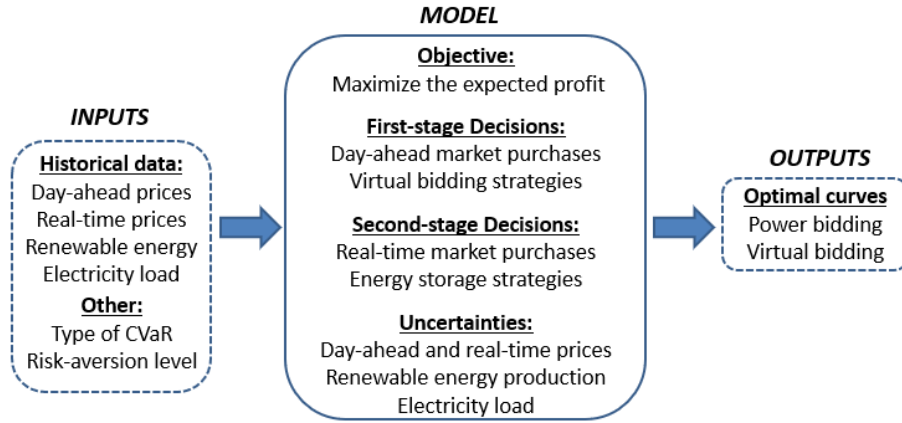 INPUTS
Historical data:
Day-ahead prices
Real-time prices
Renewable energy
Electricity load
Other:
Type of CVaR
Risk-aversion level
MODEL
Objective:
Maximize the expected profit
First-stage Decisions:
Day-ahead market purchases
Virtual bidding strategies
Second-stage Decisions:
Real-time market purchases
Energy storage strategies
Uncertainties:
Day-ahead and real-time prices
Renewable energy production
Electricity load
OUTPUTS
Optimal curves
Power bidding
Virtual bidding